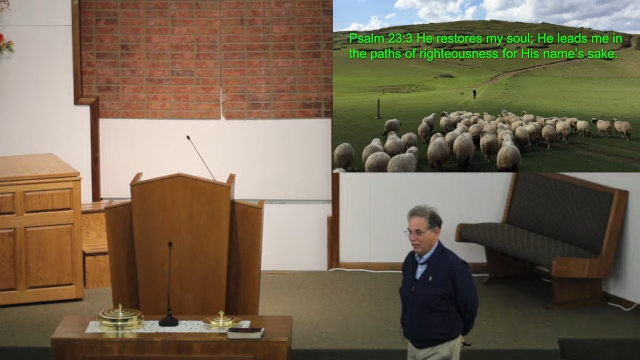 Psalm 23:3 He restores my soul; He leads me in
the paths of righteousness for His name's sake.